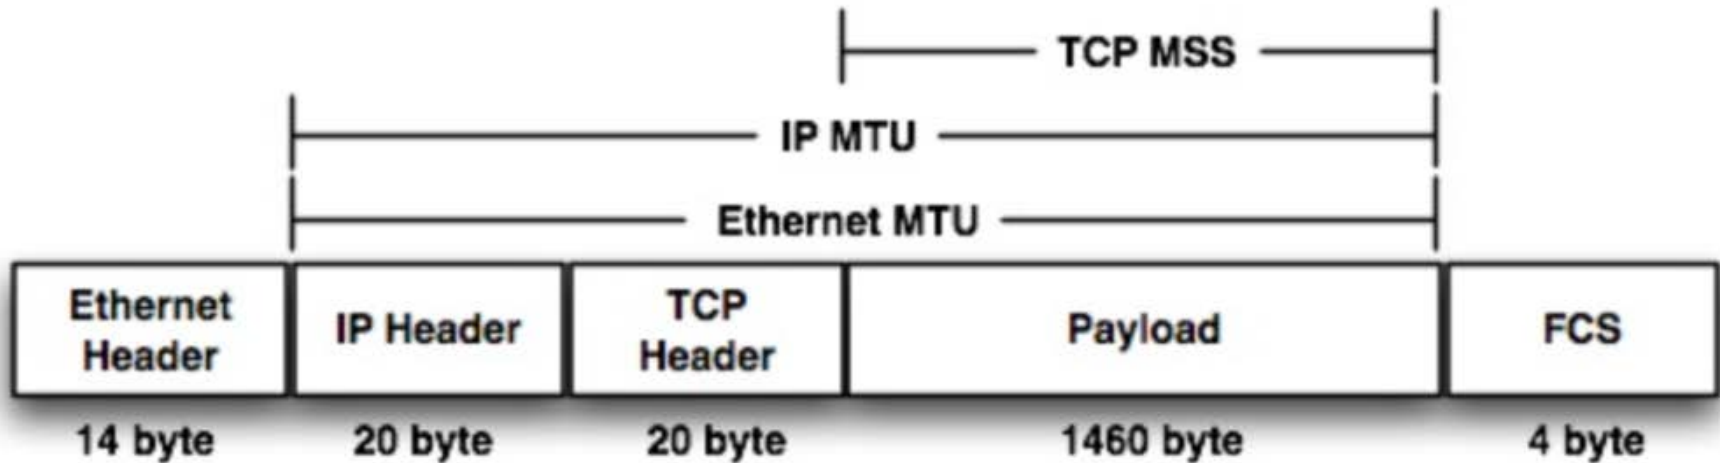 TCP MSS
IP MTU
Ethernet MTU
Ethernet
Header
IP Header
TCP
Header
Payload
FCS
14 byte
20 byte
20 byte
1460 byte
4 byte